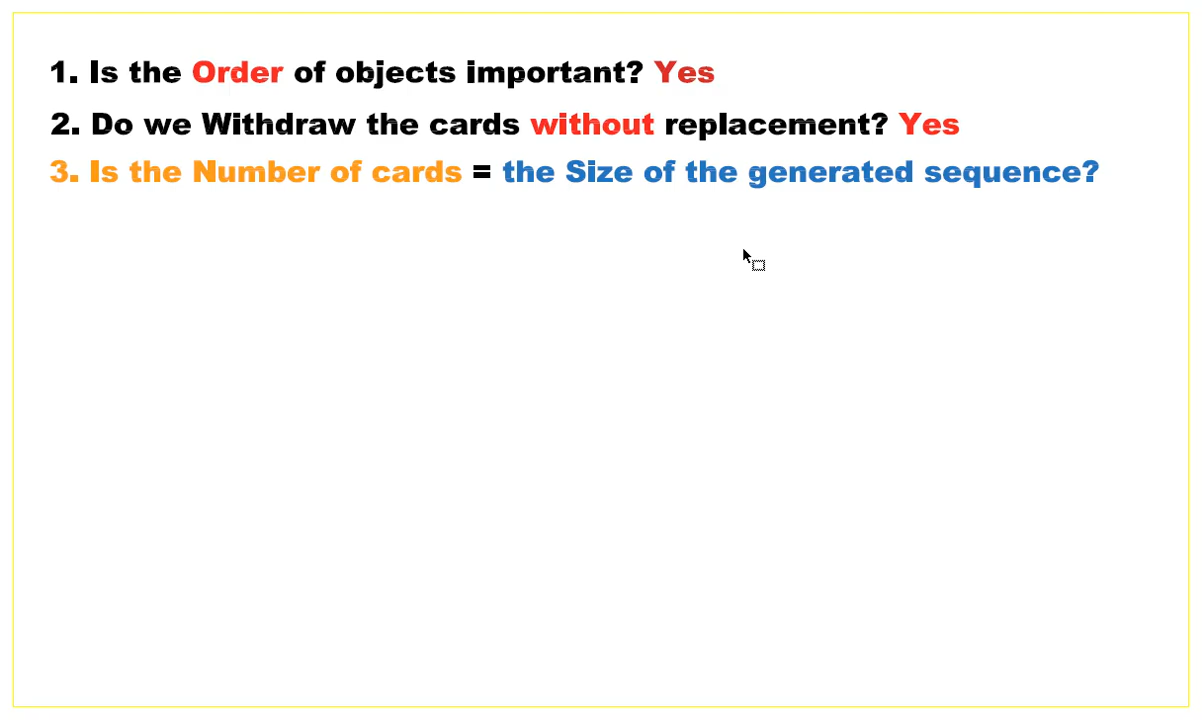 1. Is the Order of objects important? Yes
2. Do we Withdraw the cards without replacement? Yes
3. Is the Number of cards = the Size of the generated sequence?